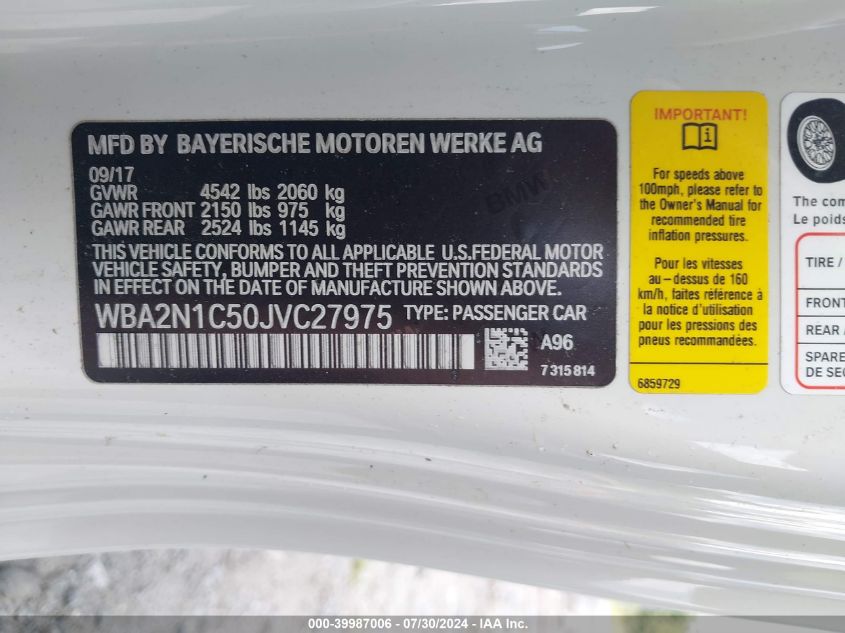 MFD BY BAYERISCHE MOTOREN WERKE AG
09/17
GVWR 4542 lbs 2060 kg
GAWR FRONT 2150 lbs 975 kg
GAWR REAR 2524 lbs 1145 kg
THIS VEHICLE CONFORMS TO ALL APPLICABLE U.S.FEDERAL MOTOR
VEHICLE SAFETY, BUMPER AND THEFT PREVENTION STANDARDS
IN EFFECT ON THE DATE OF MANUFACTURE SHOWN ABOVE.
WBA2N1C50JVC27975 TYPE: PASSENGER CAR
A96
7 315 814
BMW
IMPORTANT!
For speeds above
100mph, please refer to
the Owner's Manual for
recommended tire
inflation pressures.
Pour les vitesses
au-dessus de 160
km/h, faites référence à
la notice d'utilisation
pour les pressions des
pneus recommandées.
6859729
The com
Le poids
TIRE /
FRONT
REAR /
SPARE
DE SEC
000-39987006 / 07/30/2024 - IAA Inc.